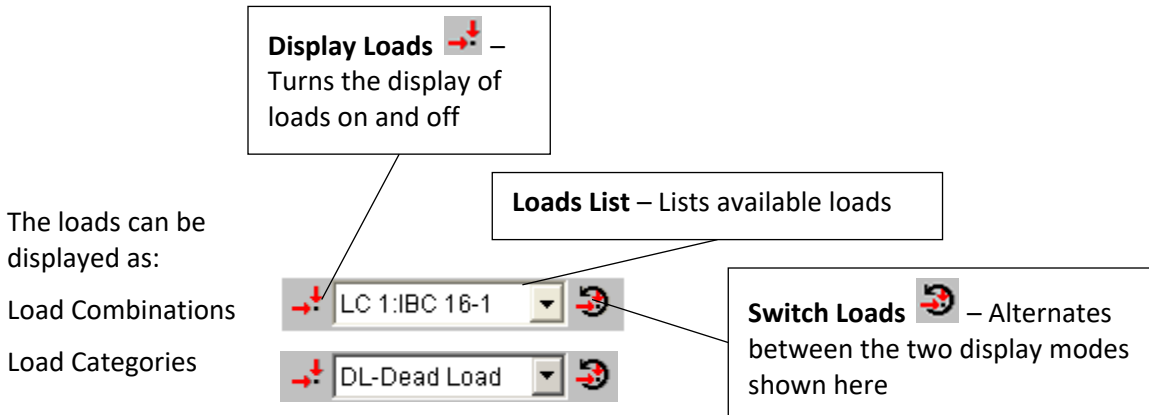 Display Loads –
Turns the display of
loads on and off
Loads List – Lists available loads
The loads can be
displayed as:
Load Combinations
LC 1:IBC 16-1
Load Categories
DL-Dead Load
Switch Loads – Alternates
between the two display modes
shown here